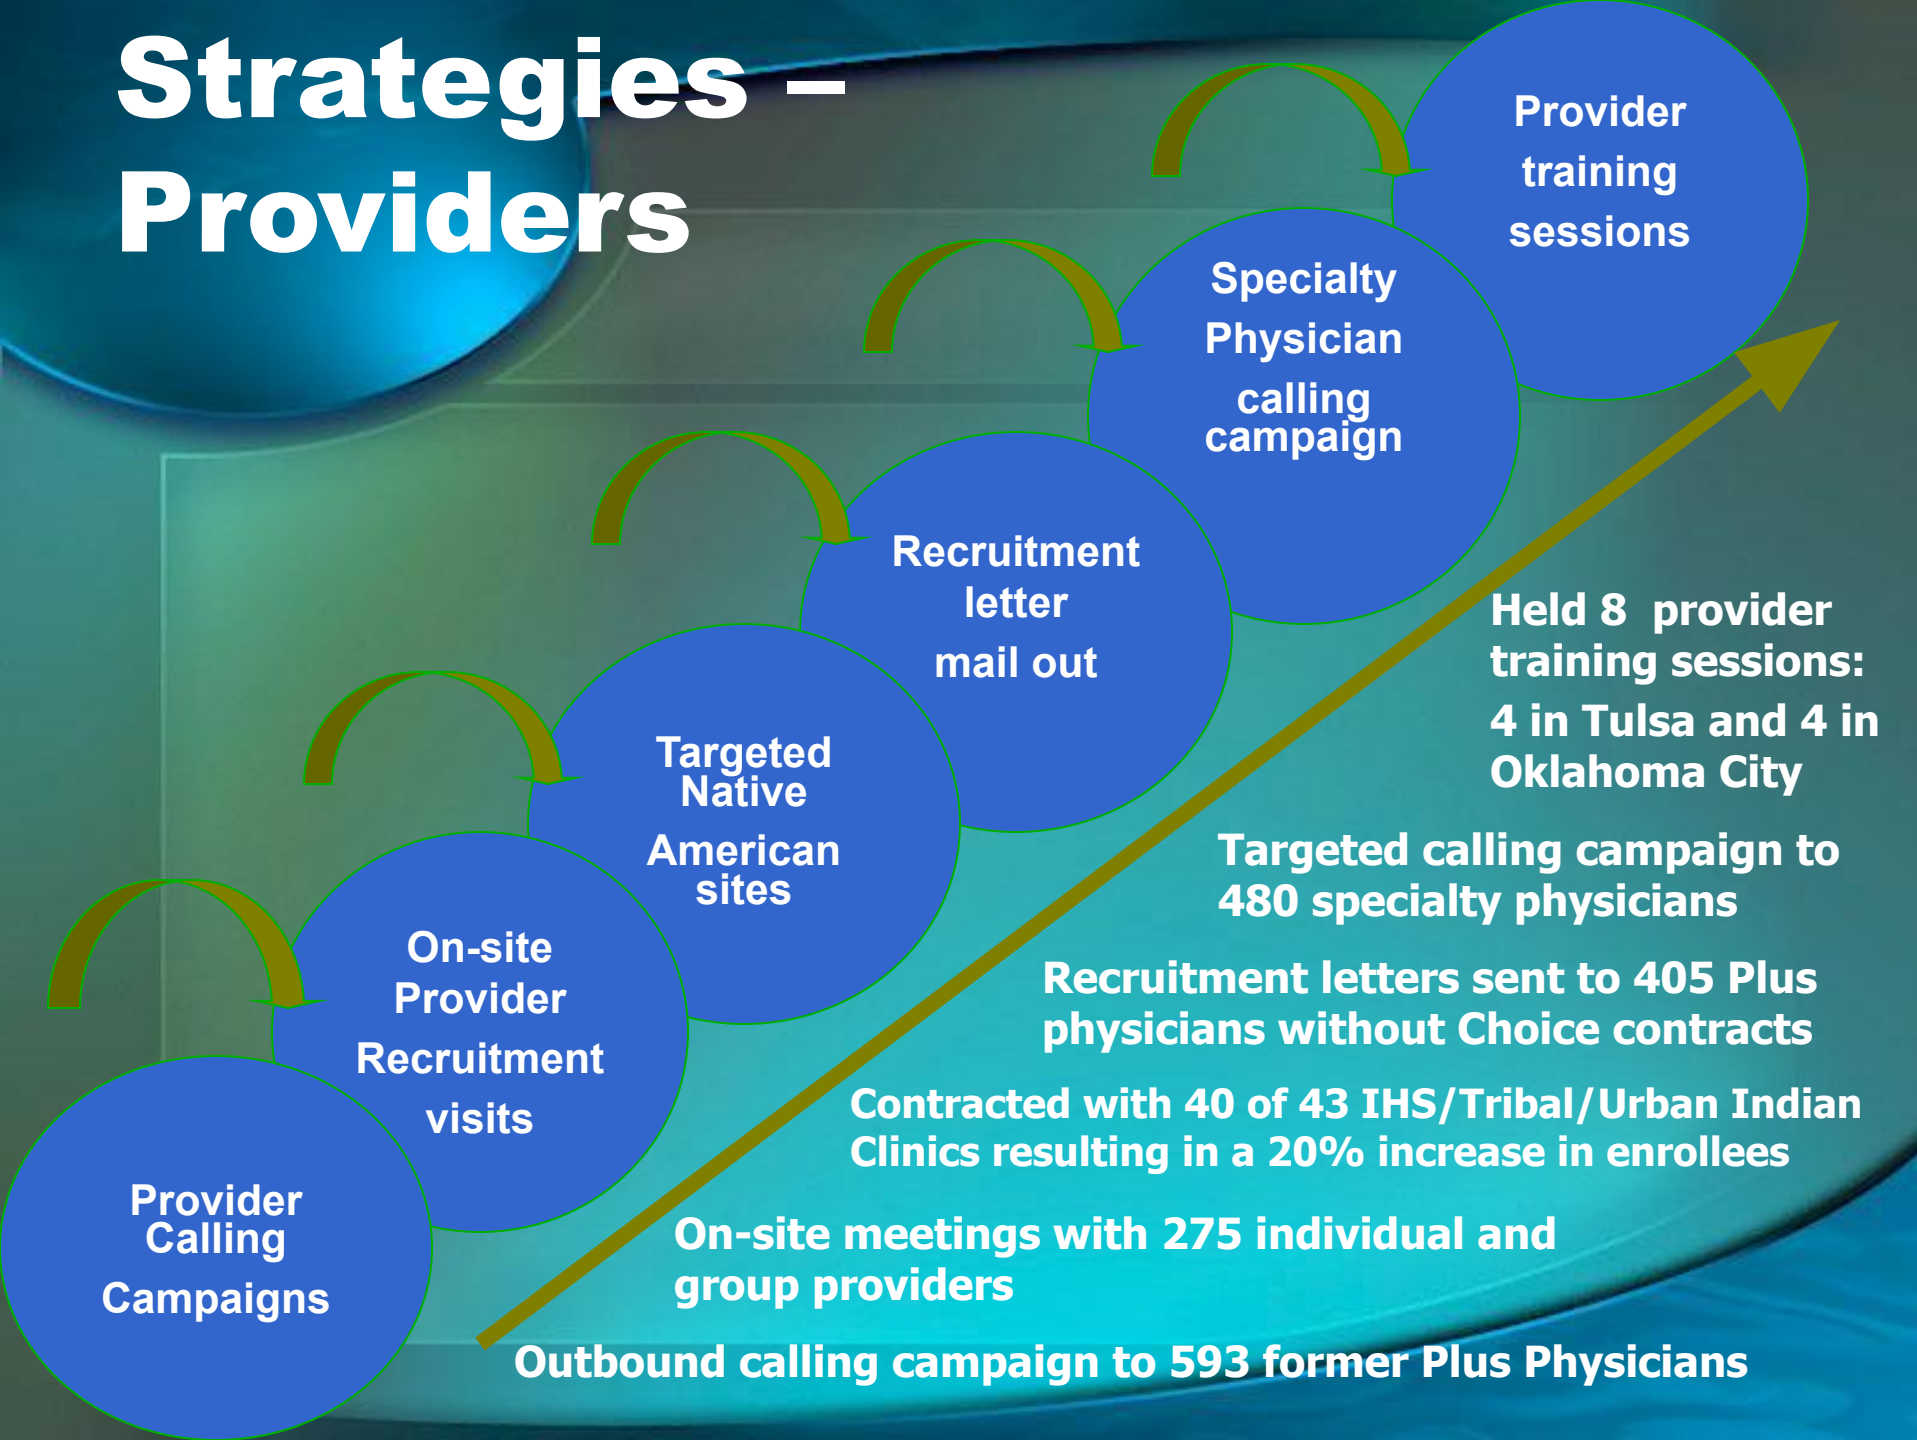 Strategies –
Providers
Provider
training
sessions
Specialty
Physician
calling
campaign
Recruitment
letter
mail out
Targeted
Native
American
sites
On-site
Provider
Recruitment
visits
Provider
Calling
Campaigns
Held 8 provider
training sessions:
4 in Tulsa and 4 in
Oklahoma City
Targeted calling campaign to
480 specialty physicians
Recruitment letters sent to 405 Plus
physicians without Choice contracts
Contracted with 40 of 43 IHS/Tribal/Urban Indian
Clinics resulting in a 20% increase in enrollees
On-site meetings with 275 individual and
group providers
Outbound calling campaign to 593 former Plus Physicians